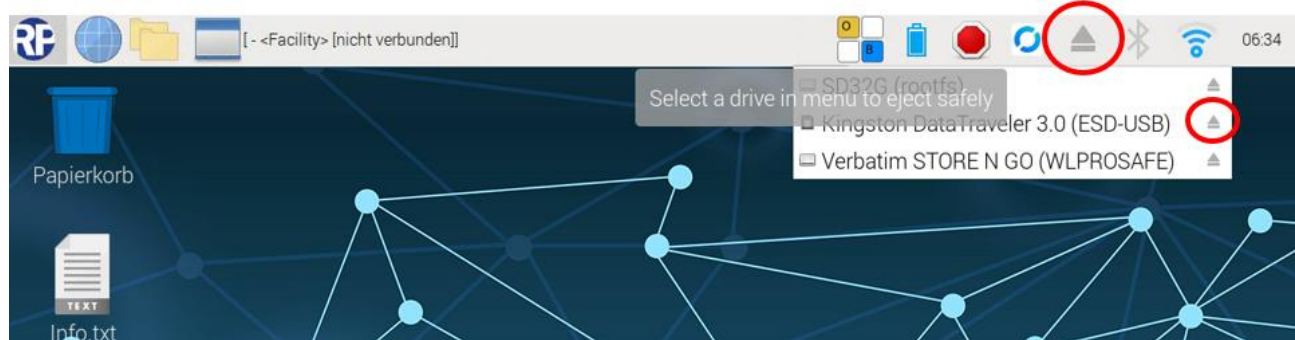 RP
[ - <Facility> [nicht verbunden]]
O
B
06:34
SD32G (rootfs)
Select a drive in menu to eject safely
Kingston DataTraveler 3.0 (ESD-USB)
Verbatim STORE N GO (WLPROSAFE)
Papierkorb
TEXT
Info.txt